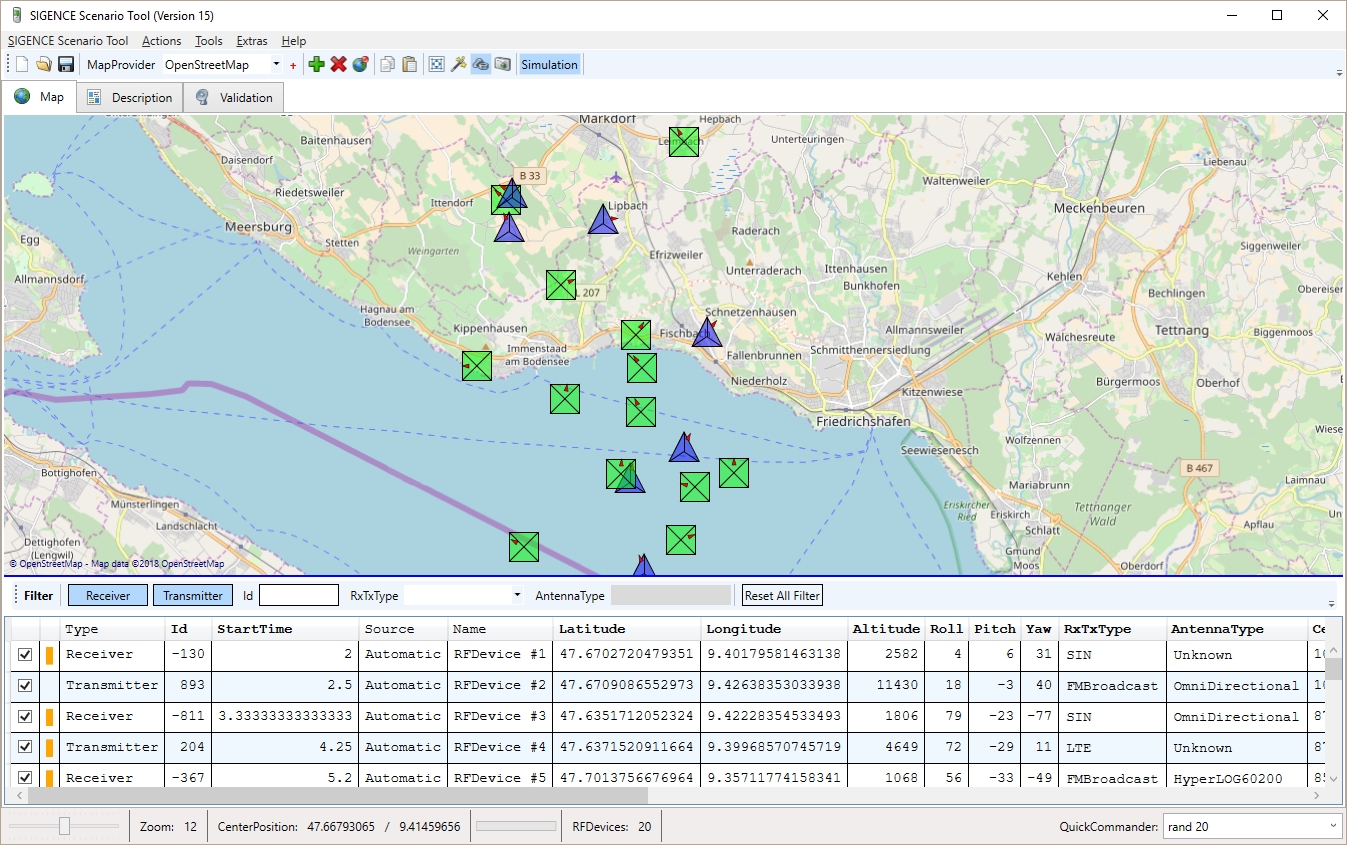 SIGENCE Scenario Tool (Version 15)
SIGENCE Scenario Tool Actions Tools Extras Help
MapProvider OpenStreetMap + Simulation
Map Description Validation
Markdorf Hepbach
Baitenhausen Unterteuringen
Daisendorf Liebenau
B 33
Riedetsweiler Waltenweiler
Ittendorf Lipbach Meckenbeuren
Meersburg
Stetten Raderach
Egg Weingarten Efrizweiler Siggenweiler
Unterraderach Ittenhausen
Allmannsdorf Kehlen
Bunkhofen
L 207 Bechlingen
Hagnau am
Bodensee Schnetzenhausen
Kippenhausen Allmannsweiler Tettnang
Walchesreute Biggenmoos
Immenstaad
am Bodensee Fallenbrunnen Schmitthennersiedlung
Niederholz Bürgermoos Oberhof
Kitzenwiese
Friedrichshafen
Wolfzennen
Seewiesenesch
B 467
Bottighofen Mariabrunn
Münsterlingen Eriskircher
Ried Tettnanger
Wald
Landschlacht Eriskirch Schlatt Apflau
Laimnau
Dettighofen
(Lengwil) Gmünd
Moos Oberdorf
© OpenStreetMap - Map data ©2018 OpenStreetMap
Filter Receiver Transmitter Id RxTxType AntennaType Reset All Filter
Type Id StartTime Source Name Latitude Longitude Altitude Roll Pitch Yaw RxTxType AntennaType
Receiver -130 2 Automatic RFDevice #1 47.6702720479351 9.40179581463138 2582 4 6 31 SIN Unknown
Transmitter 893 2.5 Automatic RFDevice #2 47.6709086552973 9.42638353033938 11430 18 -3 40 FMBroadcast OmniDirectional
Receiver -811 3.33333333333333 Automatic RFDevice #3 47.6351712052324 9.42228354533493 1806 79 -23 -77 SIN OmniDirectional
Transmitter 204 4.25 Automatic RFDevice #4 47.6371520911664 9.39968570745719 4649 72 -29 11 LTE Unknown
Receiver -367 5.2 Automatic RFDevice #5 47.7013756676964 9.35711774158341 1068 56 -33 -49 FMBroadcast HyperLOG60200
Zoom: 12 CenterPosition: 47.66793065 / 9.41459656 RFDevices: 20 QuickCommander: rand 20